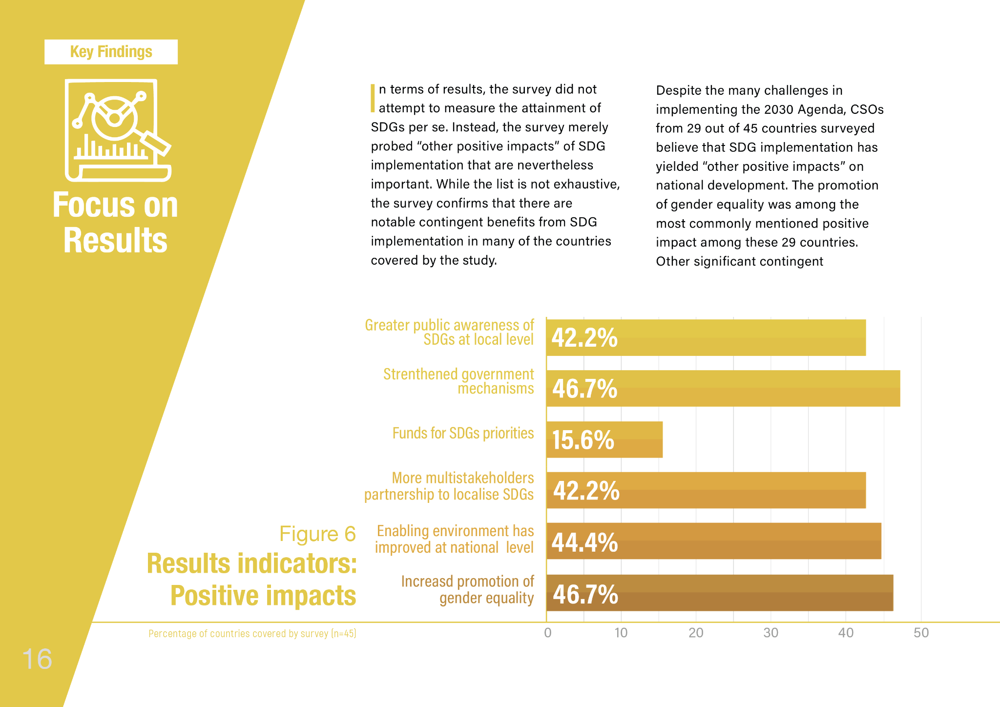 Key Findings
Focus on
Results
In terms of results, the survey did not
attempt to measure the attainment of
SDGs per se. Instead, the survey merely
probed “other positive impacts” of SDG
implementation that are nevertheless
important. While the list is not exhaustive,
the survey confirms that there are
notable contingent benefits from SDG
implementation in many of the countries
covered by the study.
Despite the many challenges in
implementing the 2030 Agenda, CSOs
from 29 out of 45 countries surveyed
believe that SDG implementation has
yielded “other positive impacts” on
national development. The promotion
of gender equality was among the
most commonly mentioned positive
impact among these 29 countries.
Other significant contingent
Greater public awareness of
SDGs at local level
42.2%
Strenthened government
mechanisms
46.7%
Funds for SDGs priorities
15.6%
More multistakeholders
partnership to localise SDGs
42.2%
Enabling environment has
improved at national level
44.4%
Increasd promotion of
gender equality
46.7%
0 10 20 30 40 50
Figure 6
Results indicators:
Positive impacts
Percentage of countries covered by survey (n=45)
16